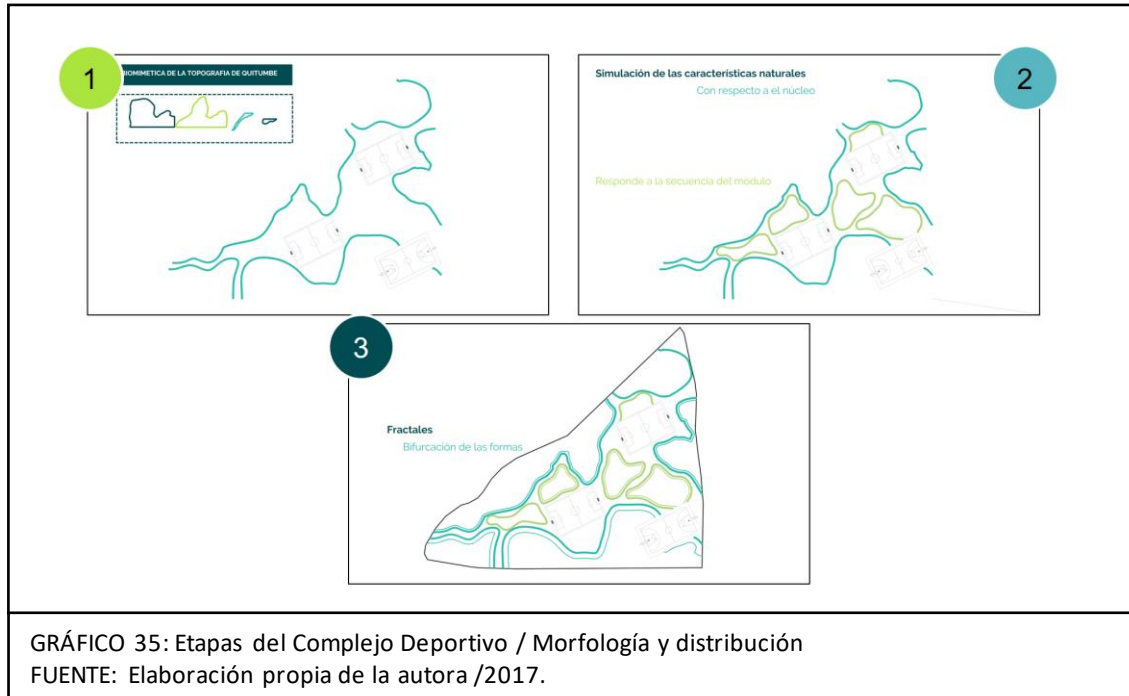 1
IOMIMETICA DE LA TOPOGRAFIA DE QUITUMBE
2
Simulación de las características naturales
Con respecto a el núcleo
Responde a la secuencia del modulo
3
Fractales
Bifurcación de las formas
GRÁFICO 35: Etapas del Complejo Deportivo / Morfología y distribución
FUENTE: Elaboración propia de la autora /2017.